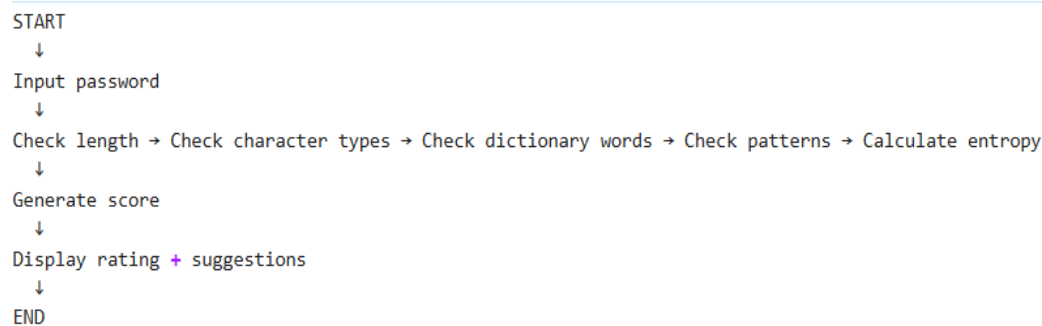 START
↓
Input password
↓
Check length → Check character types → Check dictionary words → Check patterns → Calculate entropy
↓
Generate score
↓
Display rating + suggestions
↓
END